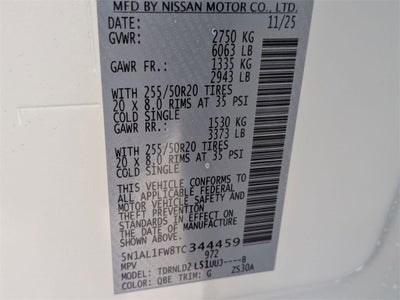 MFD BY NISSAN MOTOR CO., LTD.
DATE: 11/25
GVWR: 2750 KG
6063 LB
GAWR FR.: 1335 KG
2943 LB
WITH 255/50R20 TIRES
20 x 8.0 RIMS AT 35 PSI
COLD SINGLE
GAWR RR.: 1530 KG
3373 LB
WITH 255/50R20 TIRES
20 x 8.0 RIMS AT 35 PSI
COLD SINGLE
THIS VEHICLE CONFORMS TO
ALL APPLICABLE FEDERAL
MOTOR VEHICLE SAFETY AND
THEFT PREVENTION
STANDARDS IN EFFECT ON
THE DATE OF MANUFACTURE
SHOWN ABOVE.
5N1AL1FW8TC344459
MPV 972
MODEL: TDRNLD2 LS1UUJ----B
COLOR: QBE TRIM: G ZS30A